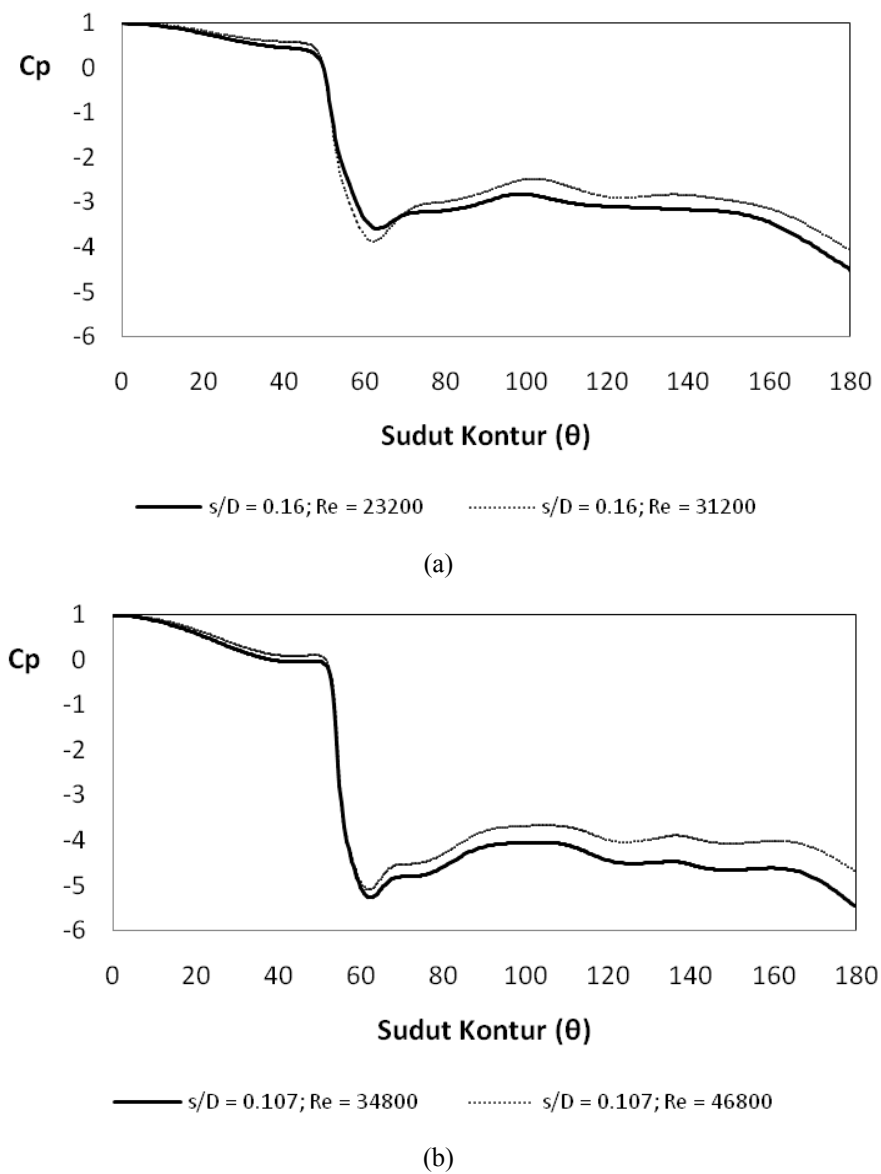 1
0
Cp
-1
-2
-3
-4
-5
-6
0 20 40 60 80 100 120 140 160 180
Sudut Kontur (θ)
s/D = 0.16; Re = 23200 s/D = 0.16; Re = 31200
(a)
1
0
Cp
-1
-2
-3
-4
-5
-6
0 20 40 60 80 100 120 140 160 180
Sudut Kontur (θ)
s/D = 0.107; Re = 34800 s/D = 0.107; Re = 46800
(b)